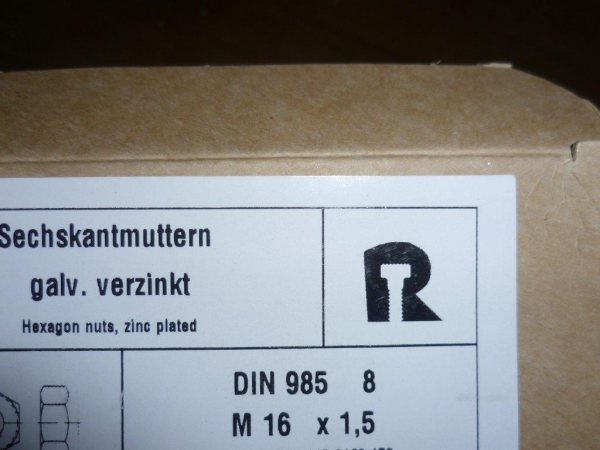 Sechskantmuttern
galv. verzinkt
Hexagon nuts, zinc plated
R
DIN 985 8
M 16 x 1,5